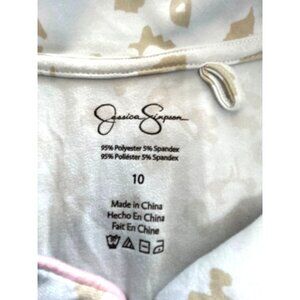 Jessica Simpson
95% Polyester 5% Spandex
95% Poliéster 5% Spandex
10
Made in China
Hecho En China
Fait En Chine